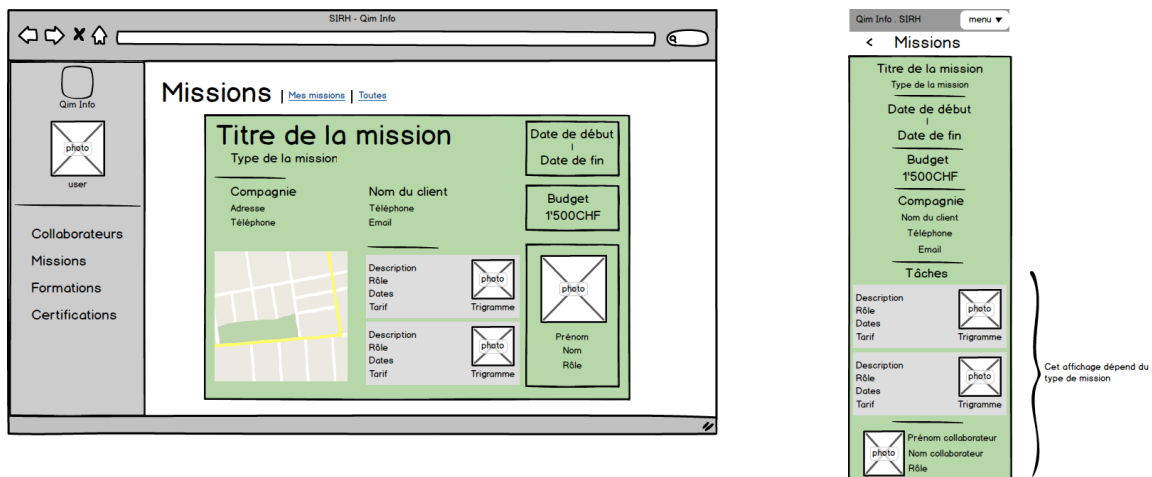 SIRH - Qim Info
Qim Info
photo
user
Collaborateurs
Missions
Formations
Certifications
Missions | Mes missions | Toutes
Titre de la mission
Type de la mission
Compagnie
Adresse
Téléphone
Nom du client
Téléphone
Email
Date de début
|
Date de fin
Budget
1'500CHF
Description
Rôle
Dates
Tarif
photo
Trigramme
Description
Rôle
Dates
Tarif
photo
Trigramme
photo
Prénom
Nom
Rôle
Qim Info . SIRH
menu ▼
< Missions
Titre de la mission
Type de la mission
Date de début
|
Date de fin
Budget
1'500CHF
Compagnie
Nom du client
Téléphone
Email
Tâches
Description
Rôle
Dates
Tarif
photo
Trigramme
Description
Rôle
Dates
Tarif
photo
Trigramme
photo
Prénom collaborateur
Nom collaborateur
Rôle
Cet affichage dépend du
type de mission